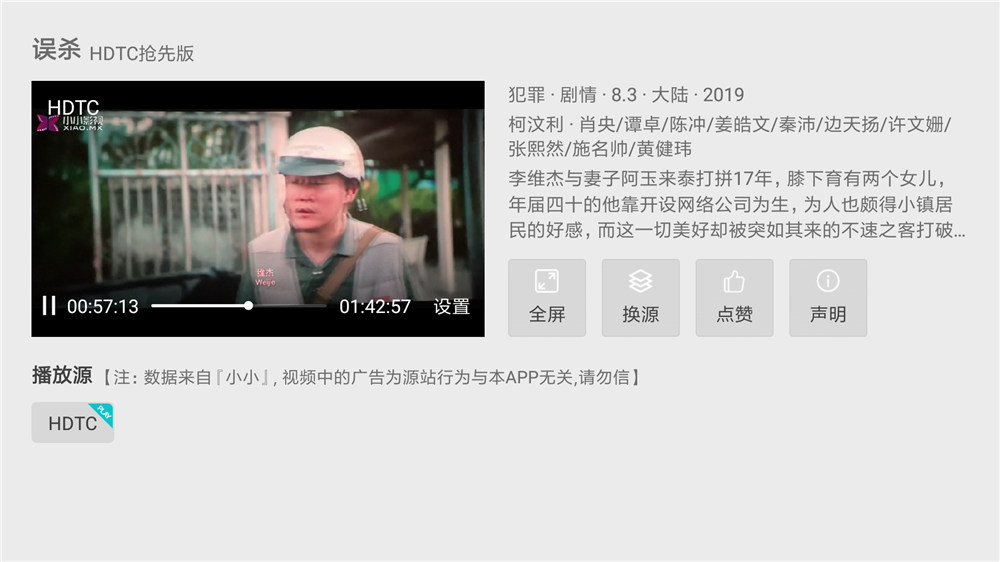 误杀 HDTC抢先版
HDTC
小小影视
XIAO.MX
维杰
Weijie
00:57:13
01:42:57
设置
犯罪 · 剧情 · 8.3 · 大陆 · 2019
柯汶利 · 肖央/谭卓/陈冲/姜皓文/秦沛/边天扬/许文姗/
张熙然/施名帅/黄健玮
李维杰与妻子阿玉来泰打拼17年，膝下育有两个女儿，
年届四十的他靠开设网络公司为生，为人也颇得小镇居
民的好感，而这一切美好却被突如其来的不速之客打破...
全屏
换源
点赞
声明
播放源【注: 数据来自『小小』, 视频中的广告为源站行为与本APP无关,请勿信】
HDTC
PLAY